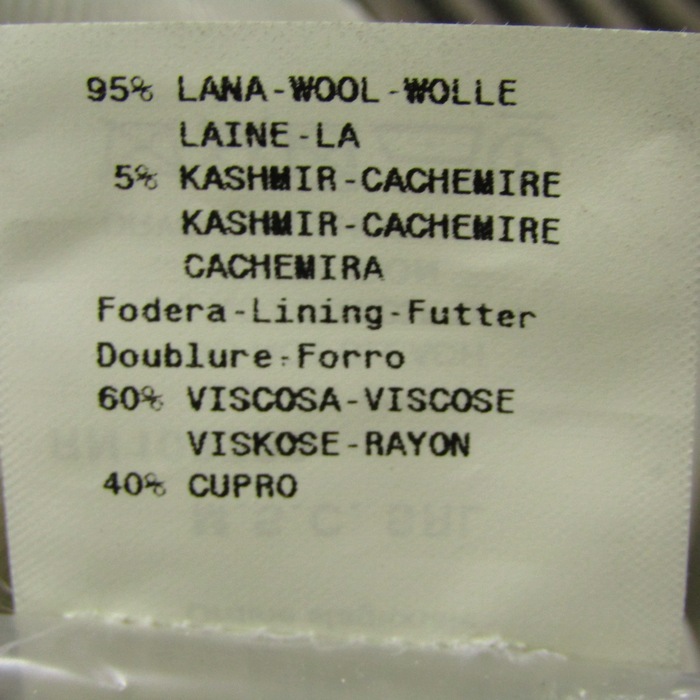 95% LANA-WOOL-WOLLE
LAINE-LA
5% KASHMIR-CACHEMIRE
KASHMIR-CACHEMIRE
CACHEMIRA
Fodera-Lining-Futter
Doublure-Forro
60% VISCOSA-VISCOSE
VISKOSE-RAYON
40% CUPRO